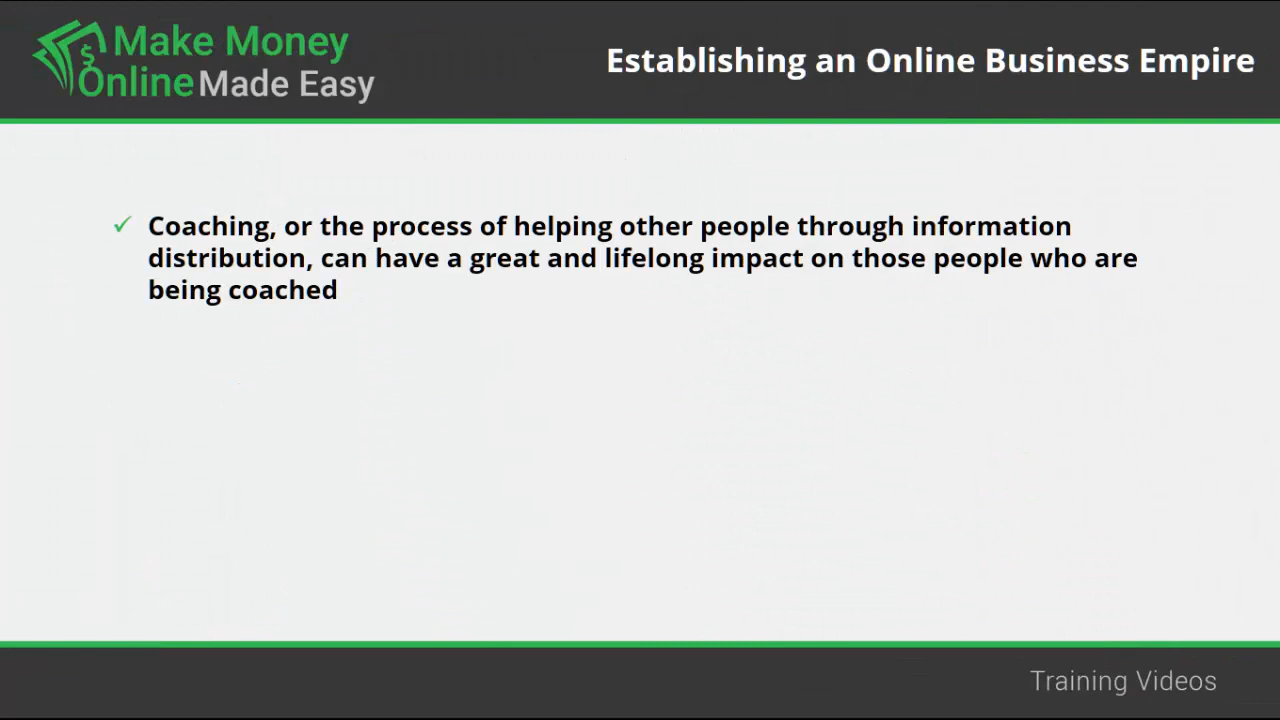 Make Money
Online Made Easy
Establishing an Online Business Empire
Coaching, or the process of helping other people through information
distribution, can have a great and lifelong impact on those people who are
being coached
Training Videos